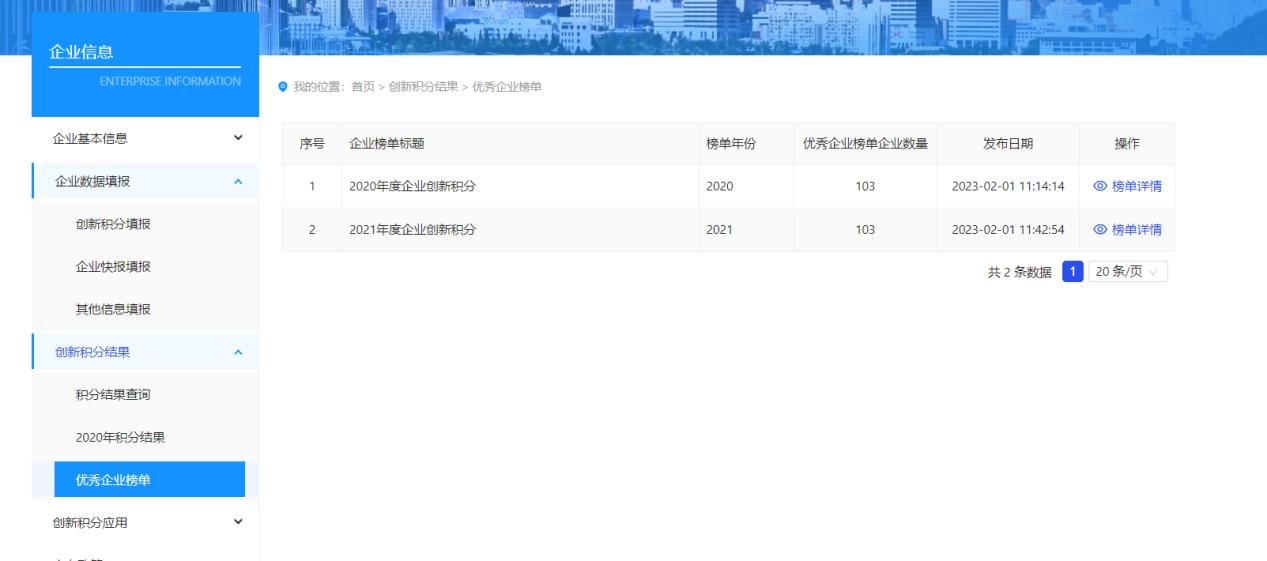 企业信息
ENTERPRISE INFORMATION
我的位置：首页 > 创新积分结果 > 优秀企业榜单
企业基本信息
企业数据填报
创新积分填报
企业快报填报
其他信息填报
创新积分结果
积分结果查询
2020年积分结果
优秀企业榜单
创新积分应用
序号 企业榜单标题 榜单年份 优秀企业榜单企业数量 发布日期 操作
1 2020年度企业创新积分 2020 103 2023-02-01 11:14:14 榜单详情
2 2021年度企业创新积分 2021 103 2023-02-01 11:42:54 榜单详情
共 2 条数据 1 20 条/页